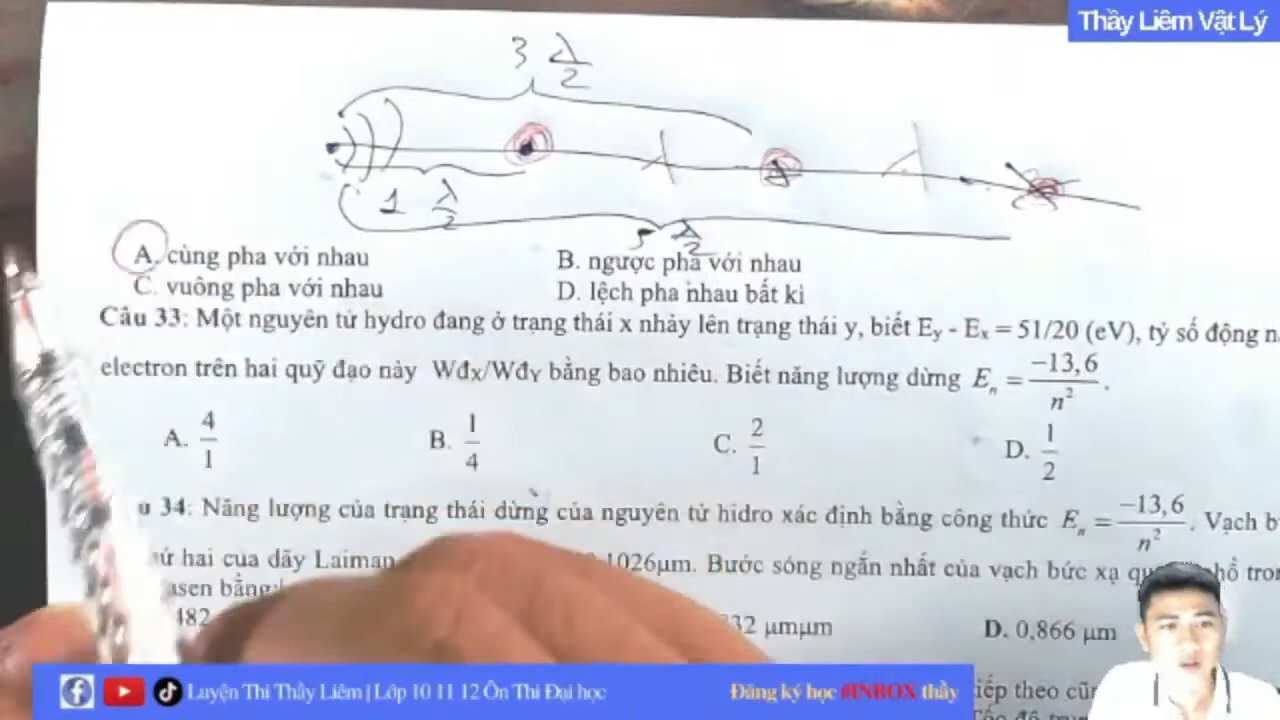 Thầy Liêm Vật Lý
3 λ/2
1 λ/2
5 λ/2
A. cùng pha với nhau B. ngược pha với nhau
C. vuông pha với nhau D. lệch pha nhau bất kì
Câu 33: Một nguyên tử hydro đang ở trạng thái x nhảy lên trạng thái y, biết Ey - Ex = 51/20 (eV), tỷ số động n
electron trên hai quỹ đạo này Wđx/WđY bằng bao nhiêu. Biết năng lượng dừng En = -13,6/n².
A. 4/1 B. 1/4 C. 2/1 D. 1/2
34: Năng lượng của trạng thái dừng của nguyên tử hidro xác định bằng công thức En = -13,6/n². Vạch
hai của dãy Laiman 1026μm. Bước sóng ngắn nhất của vạch bức xạ
bằng
482 32 μmμm D. 0,866 μm
tiếp theo
Luyện Thi Thầy Liêm | Lớp 10 11 12 Ôn Thi Đại học Đăng ký học #INBOX thầy